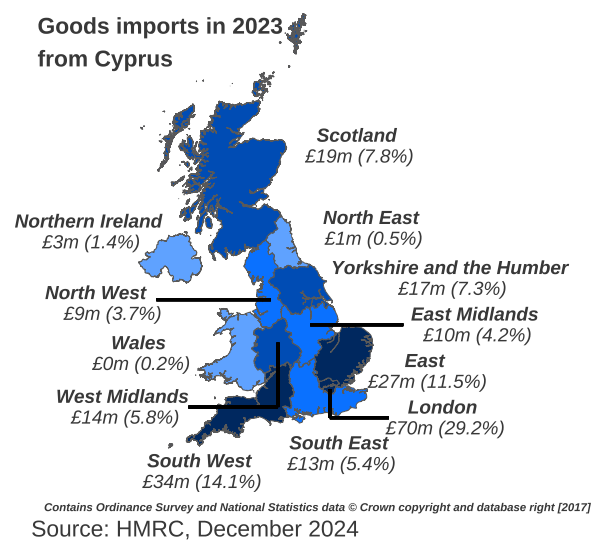 Goods imports in 2023
from Cyprus
Scotland
£19m (7.8%)
Northern Ireland
£3m (1.4%)
North East
£1m (0.5%)
Yorkshire and the Humber
£17m (7.3%)
North West
£9m (3.7%)
East Midlands
£10m (4.2%)
Wales
£0m (0.2%)
East
£27m (11.5%)
West Midlands
£14m (5.8%)
London
£70m (29.2%)
South East
£13m (5.4%)
South West
£34m (14.1%)
Contains Ordinance Survey and National Statistics data © Crown copyright and database right [2017]
Source: HMRC, December 2024